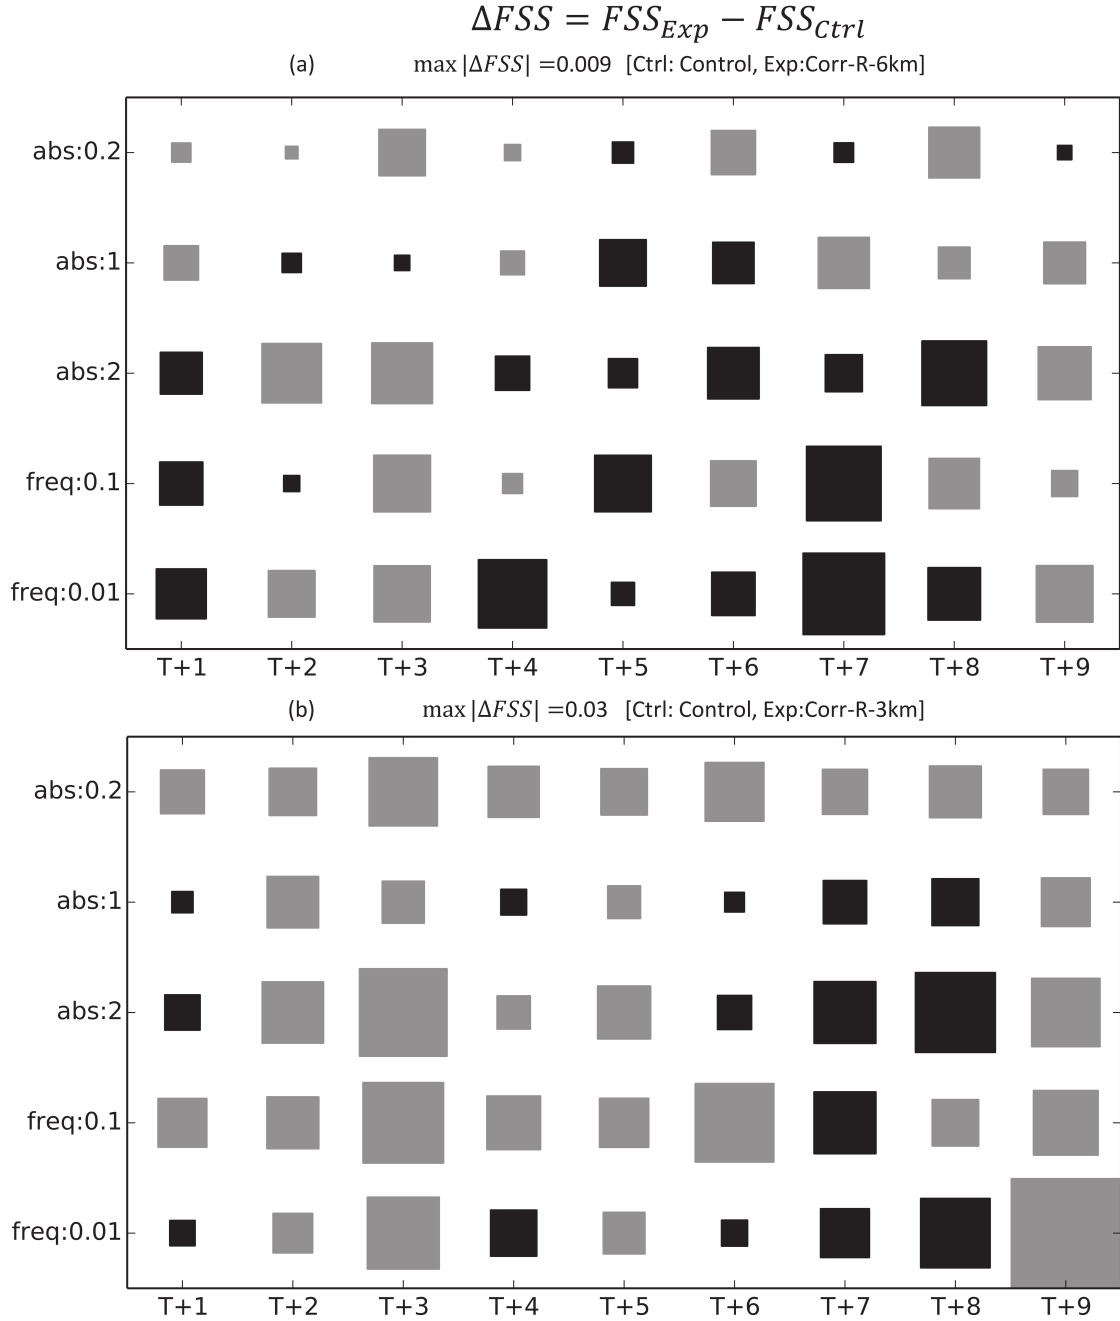 ΔFSS = FSS_Exp − FSS_Ctrl
(a) max |ΔFSS| =0.009 [Ctrl: Control, Exp:Corr-R-6km]
abs:0.2
abs:1
abs:2
freq:0.1
freq:0.01
T+1 T+2 T+3 T+4 T+5 T+6 T+7 T+8 T+9
(b) max |ΔFSS| =0.03 [Ctrl: Control, Exp:Corr-R-3km]
abs:0.2
abs:1
abs:2
freq:0.1
freq:0.01
T+1 T+2 T+3 T+4 T+5 T+6 T+7 T+8 T+9